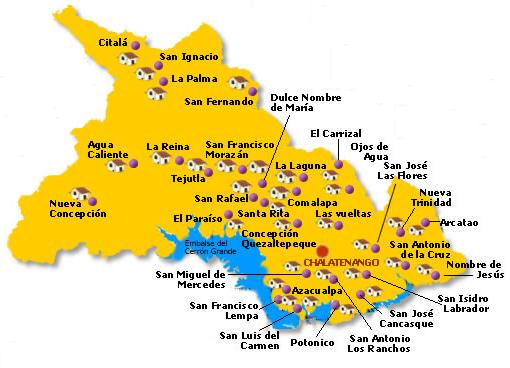 Citalá
San Ignacio
La Palma
San Fernando
Dulce Nombre
de María
El Carrizal
Ojos de
Agua
San José
Las Flores
Agua
Caliente
La Reina
San Francisco
Morazán
La Laguna
Nueva
Trinidad
Tejutla
San Rafael
Comalapa
Nueva
Concepción
El Paraíso
Santa Rita
Las vueltas
Arcatao
Concepción
Quezaltepeque
San Antonio
de la Cruz
Embalse del
Cerrón Grande
CHALATENANGO
Nombre de
Jesús
San Miguel de
Mercedes
Azacualpa
San Isidro
Labrador
San Francisco
Lempa
San José
Cancasque
San Luis del
Carmen
Potonico
San Antonio
Los Ranchos